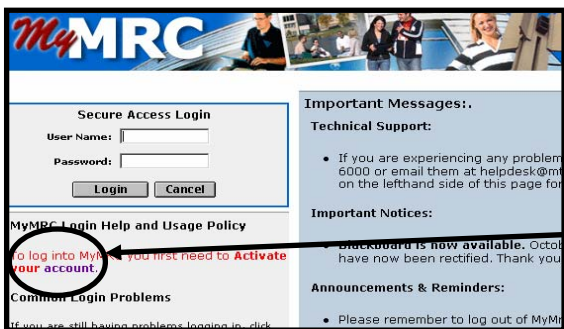 MyMRC
Secure Access Login
User Name:
Password:
Login Cancel
MyMRC Login Help and Usage Policy
To log into MyMRC you first need to Activate
your account.
Common Login Problems
If you are still having problems logging in, click
Important Messages:.
Technical Support:
If you are experiencing any problem
6000 or email them at helpdesk@mt
on the lefthand side of this page for
Important Notices:
Blackboard is now available. Octob
have now been rectified. Thank you
Announcements & Reminders:
Please remember to log out of MyMR